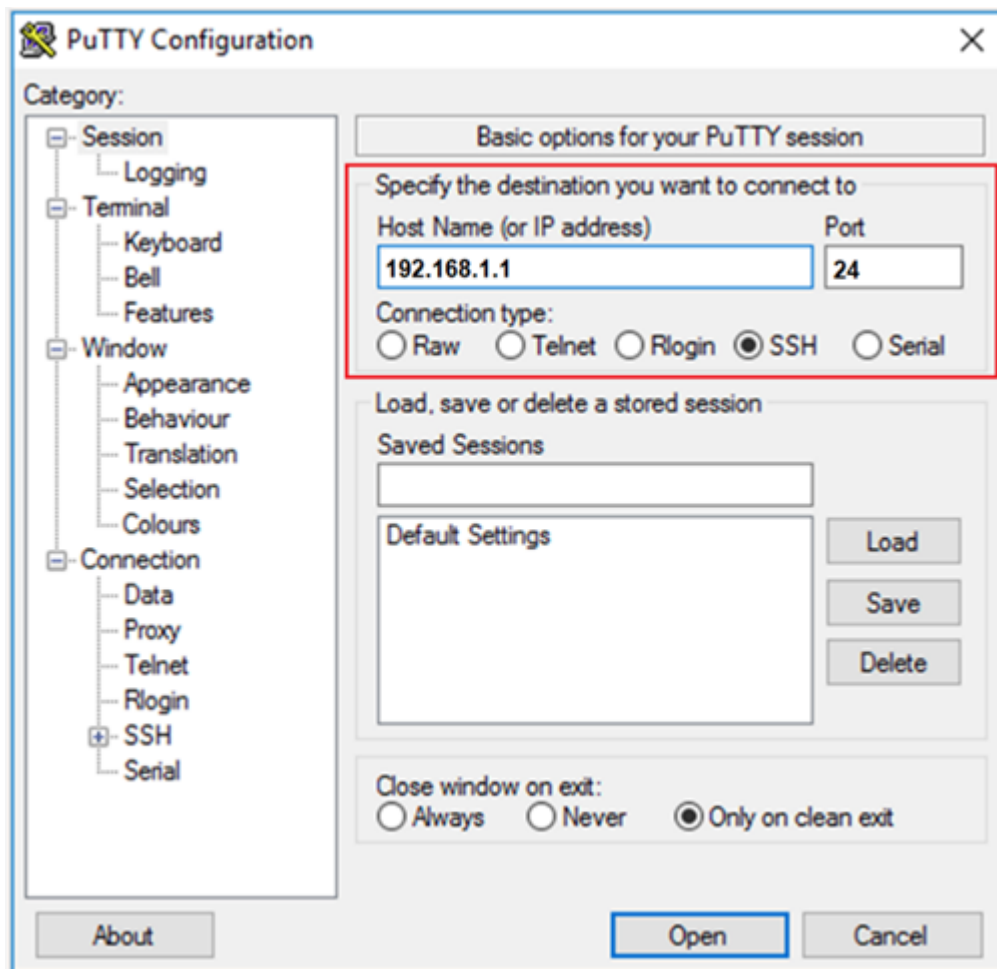 PuTTY Configuration
Category:
Session
Logging
Terminal
Keyboard
Bell
Features
Window
Appearance
Behaviour
Translation
Selection
Colours
Connection
Data
Proxy
Telnet
Rlogin
SSH
Serial
Basic options for your PuTTY session
Specify the destination you want to connect to
Host Name (or IP address) Port
192.168.1.1 24
Connection type:
Raw Telnet Rlogin SSH Serial
Load, save or delete a stored session
Saved Sessions
Default Settings
Load
Save
Delete
Close window on exit:
Always Never Only on clean exit
About Open Cancel